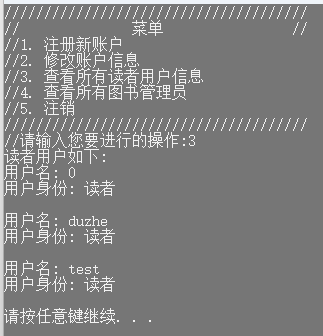 //////////////////////////////////////
// 菜单 //
//1. 注册新账户
//2. 修改账户信息
//3. 查看所有读者用户信息
//4. 查看所有图书管理员
//5. 注销
//////////////////////////////////////
//请输入您要进行的操作:3
读者用户如下:
用户名: 0
用户身份: 读者
用户名: duzhe
用户身份: 读者
用户名: test
用户身份: 读者
请按任意键继续. . .